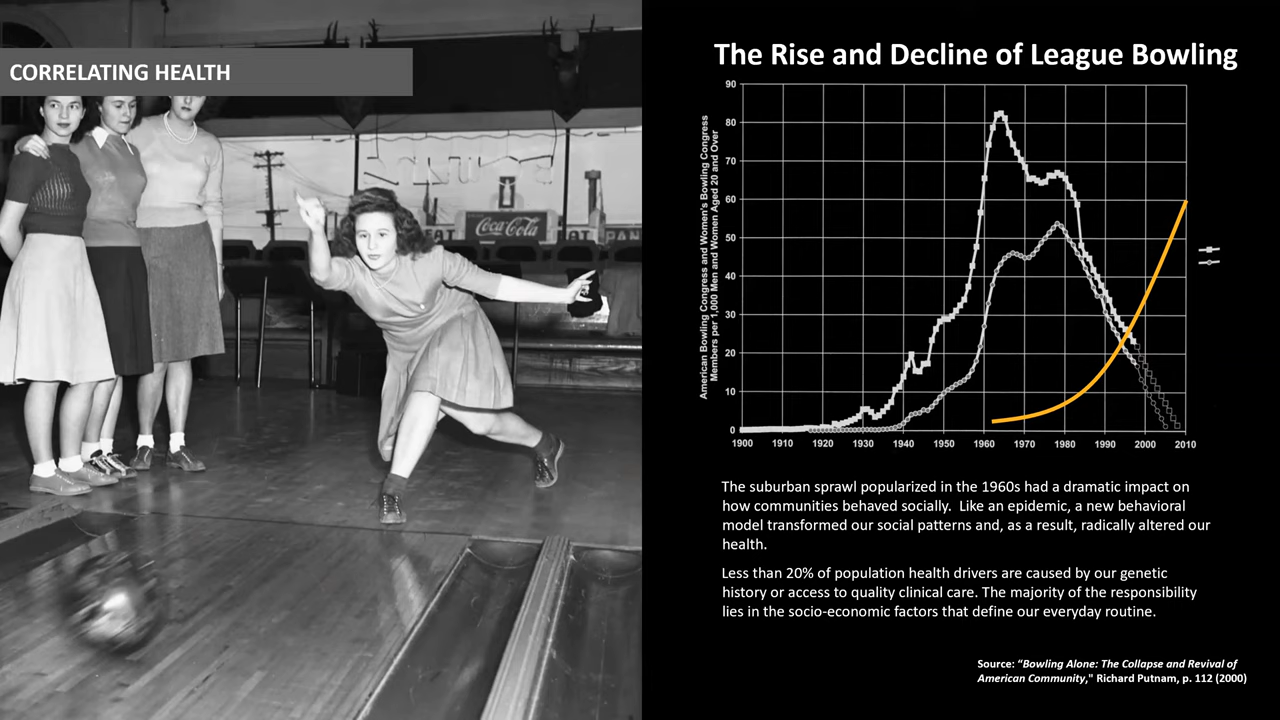 CORRELATING HEALTH
Coca-Cola
EAT
The Rise and Decline of League Bowling
American Bowling Congress and Women's Bowling Congress
Members per 1,000 Men and Women Aged 20 and Over
90
80
70
60
50
40
30
20
10
0
1900 1910 1920 1930 1940 1950 1960 1970 1980 1990 2000 2010
The suburban sprawl popularized in the 1960s had a dramatic impact on
how communities behaved socially.  Like an epidemic, a new behavioral
model transformed our social patterns and, as a result, radically altered our
health.
Less than 20% of population health drivers are caused by our genetic
history or access to quality clinical care. The majority of the responsibility
lies in the socio-economic factors that define our everyday routine.
Source: “Bowling Alone: The Collapse and Revival of
American Community," Richard Putnam, p. 112 (2000)